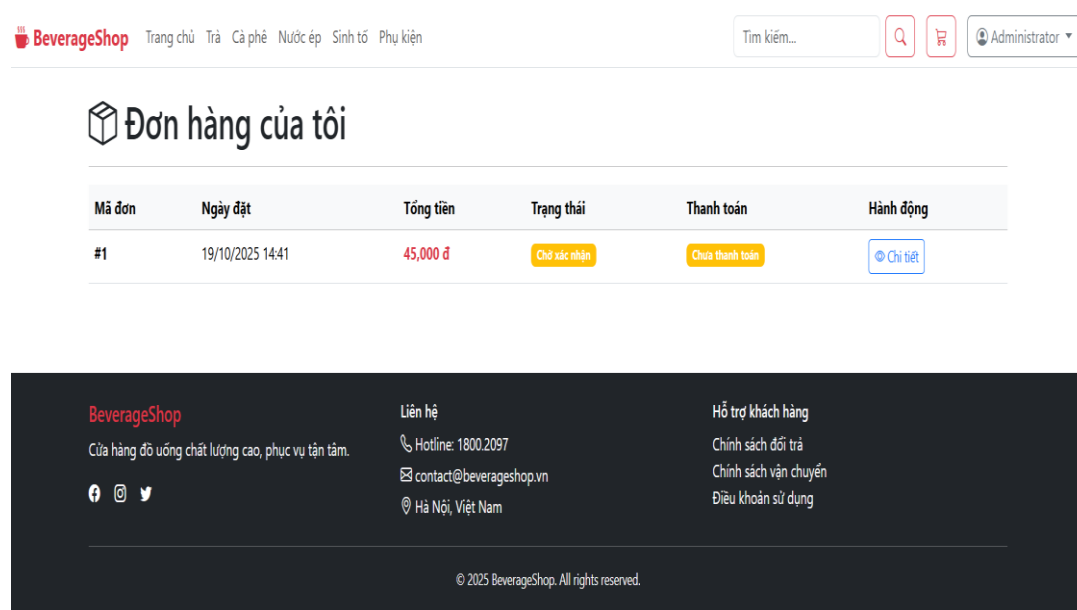 BeverageShop Trang chủ Trà Cà phê Nước ép Sinh tố Phụ kiện Tìm kiếm... Administrator
Đơn hàng của tôi
Mã đơn Ngày đặt Tổng tiền Trạng thái Thanh toán Hành động
#1 19/10/2025 14:41 45,000 đ Chờ xác nhận Chưa thanh toán Chi tiết
BeverageShop
Cửa hàng đồ uống chất lượng cao, phục vụ tận tâm.
Liên hệ
Hotline: 1800.2097
contact@beverageshop.vn
Hà Nội, Việt Nam
Hỗ trợ khách hàng
Chính sách đổi trả
Chính sách vận chuyển
Điều khoản sử dụng
© 2025 BeverageShop. All rights reserved.